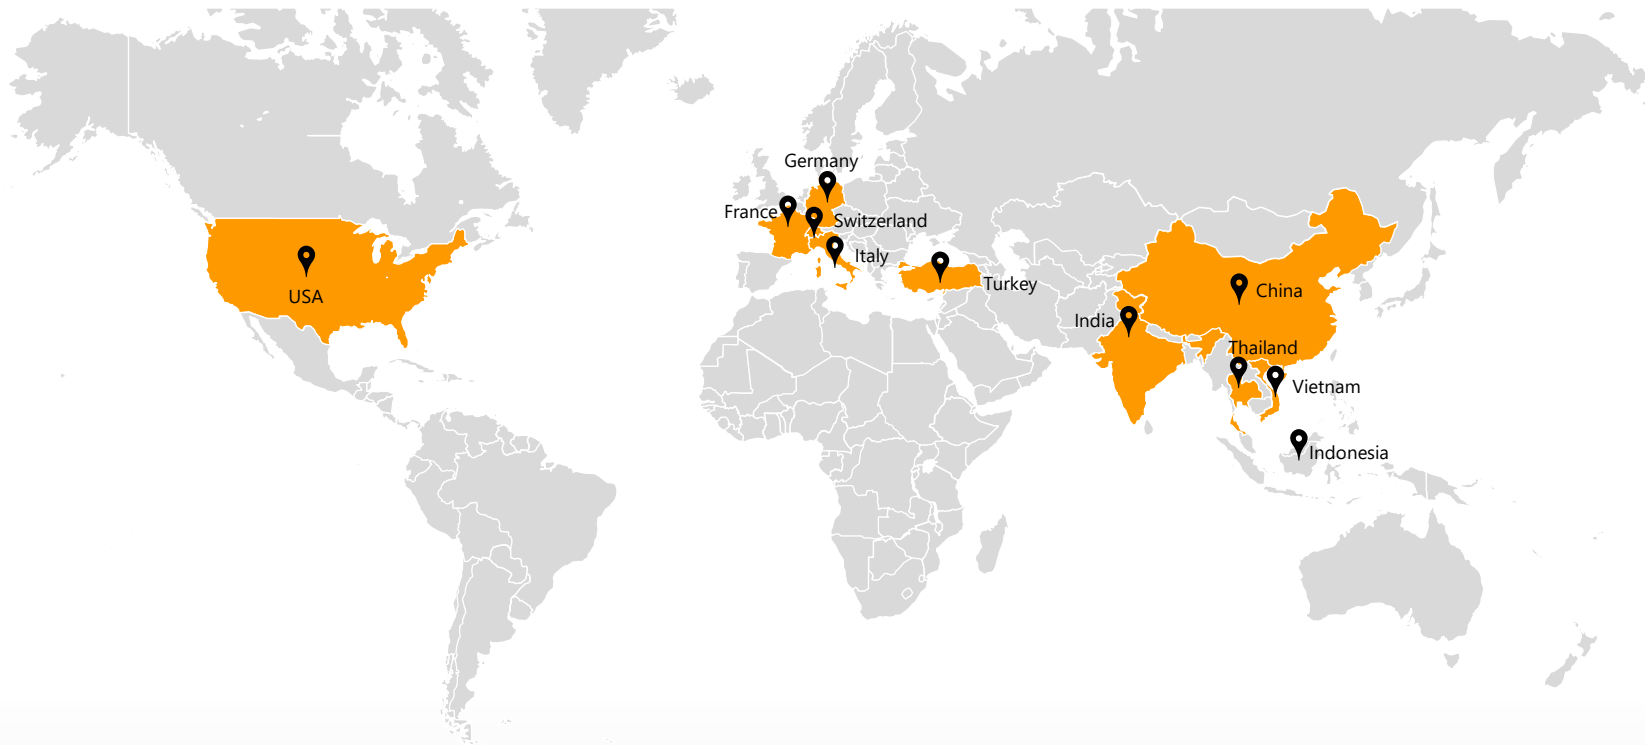 Germany
France
Switzerland
Italy
Turkey
USA
China
India
Thailand
Vietnam
Indonesia